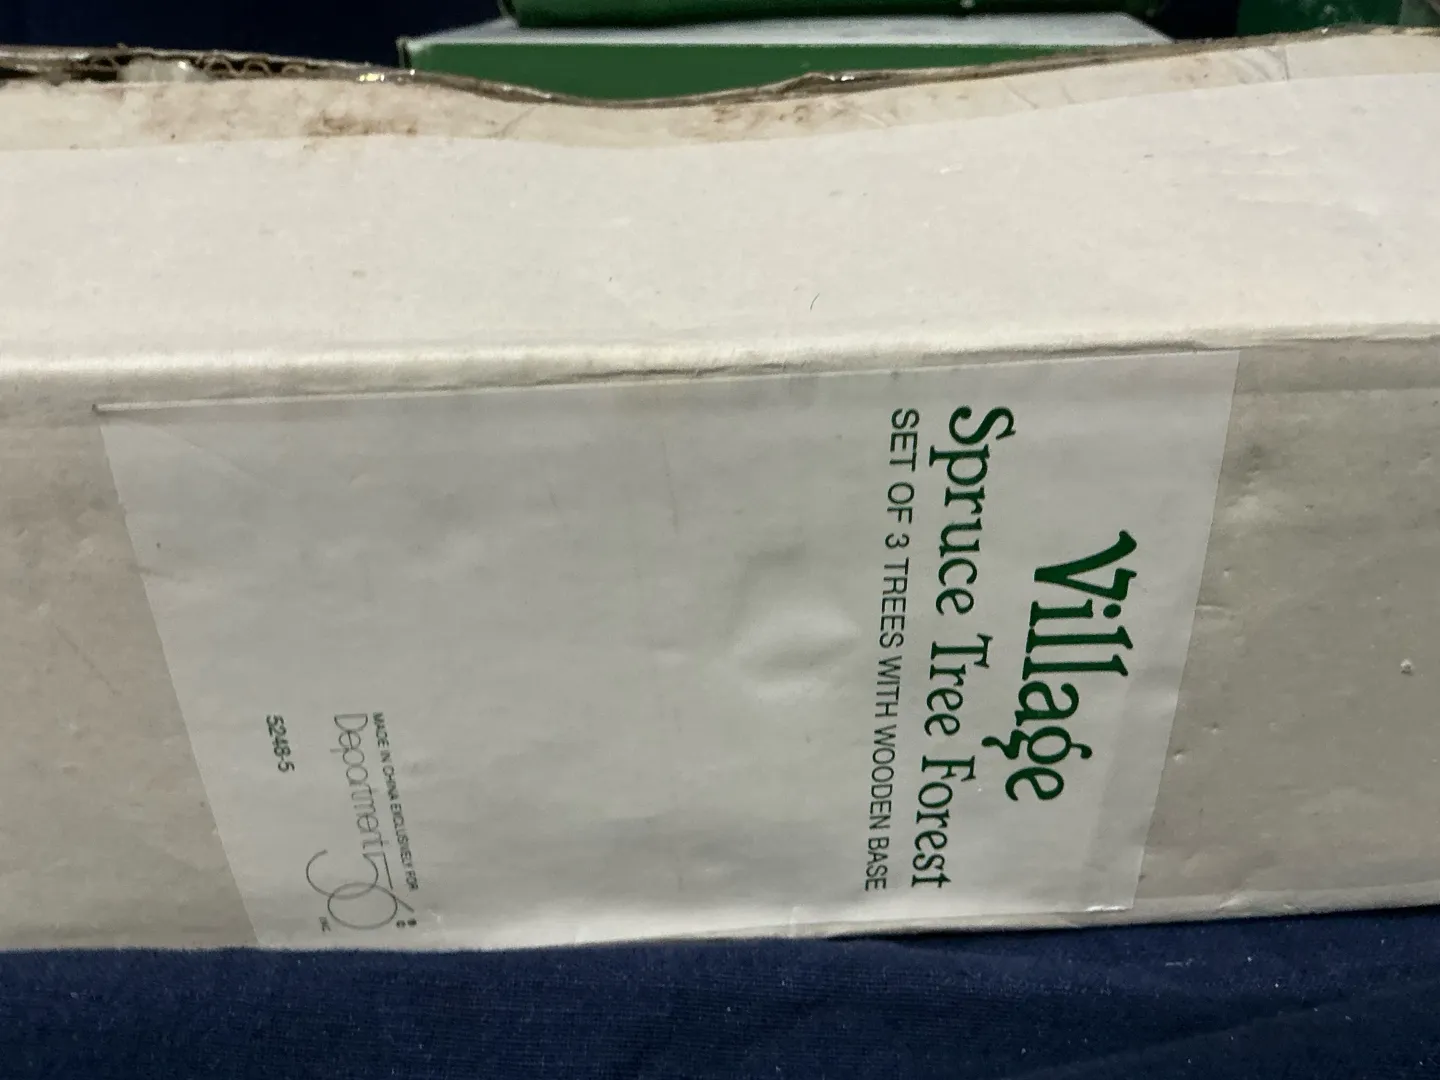 Village
Spruce Tree Forest
SET OF 3 TREES WITH WOODEN BASE
MADE IN CHINA EXCLUSIVELY FOR
Department 56
INC
5248-5